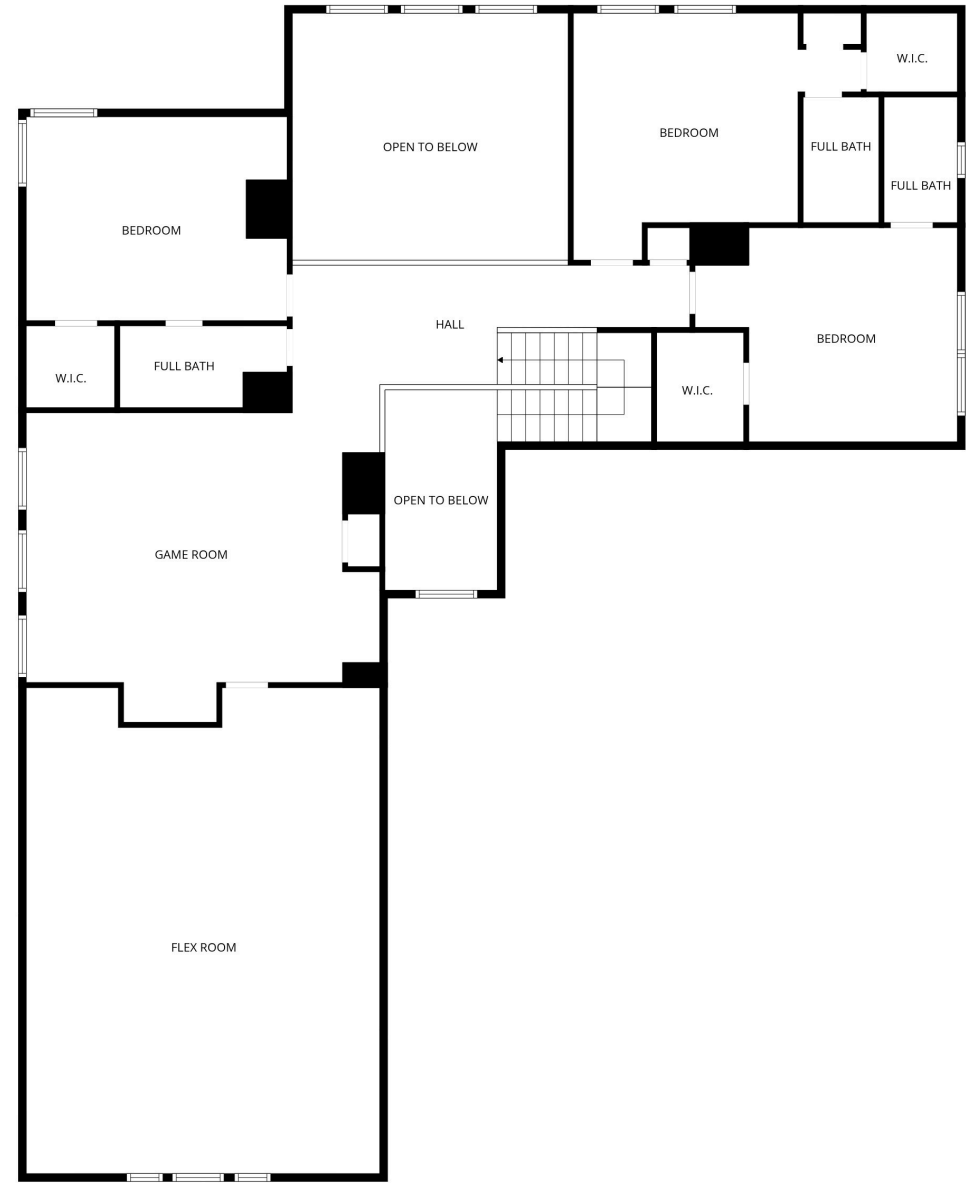 W.I.C.
BEDROOM
OPEN TO BELOW
FULL BATH
FULL BATH
BEDROOM
HALL
BEDROOM
FULL BATH
W.I.C.
W.I.C.
OPEN TO BELOW
GAME ROOM
FLEX ROOM